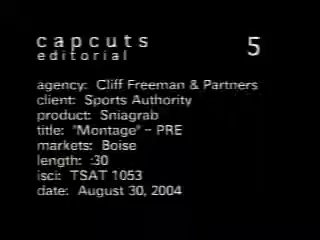 capcuts 5
editorial
agency: Cliff Freeman & Partners
client: Sports Authority
product: Sniagrab
title: "Montage" - PRE
markets: Boise
length: :30
isci: TSAT 1053
date: August 30, 2004